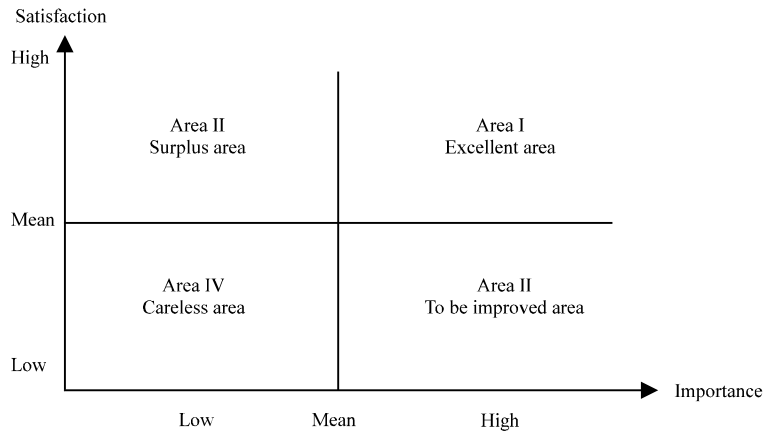 Satisfaction
High
Area II
Surplus area
Area I
Excellent area
Mean
Area IV
Careless area
Area II
To be improved area
Low
Importance
Low
Mean
High